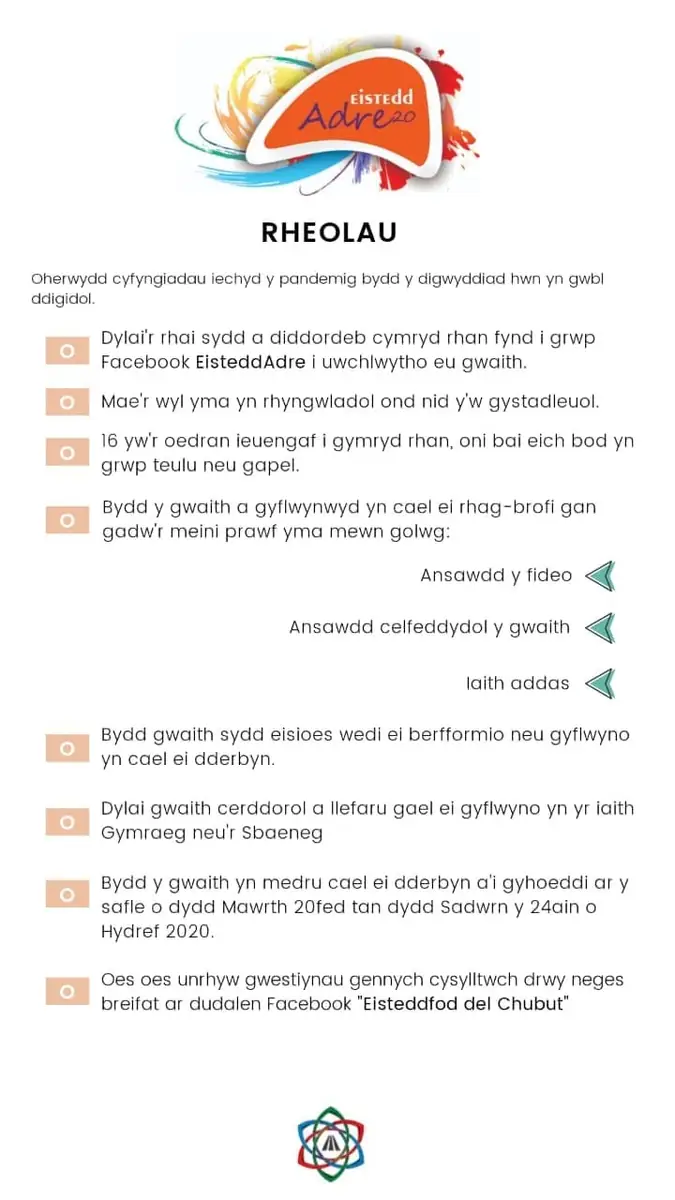 EISTEDD
Adre20
RHEOLAU
Oherwydd cyfyngiadau iechyd y pandemig bydd y digwyddiad hwn yn gwbl
ddigidol.
Dylai'r rhai sydd a diddordeb cymryd rhan fynd i grwp
Facebook EisteddAdre i uwchlwytho eu gwaith.
Mae'r wyl yma yn rhyngwladol ond nid y'w gystadleuol.
16 yw'r oedran ieuengaf i gymryd rhan, oni bai eich bod yn
grwp teulu neu gapel.
Bydd y gwaith a gyflwynwyd yn cael ei rhag-brofi gan
gadw'r meini prawf yma mewn golwg:
Ansawdd y fideo
Ansawdd celfeddydol y gwaith
Iaith addas
Bydd gwaith sydd eisioes wedi ei berfformio neu gyflwyno
yn cael ei dderbyn.
Dylai gwaith cerddorol a llefaru gael ei gyflwyno yn yr iaith
Gymraeg neu'r Sbaeneg
Bydd y gwaith yn medru cael ei dderbyn a'i gyhoeddi ar y
safle o dydd Mawrth 20fed tan dydd Sadwrn y 24ain o
Hydref 2020.
Oes oes unrhyw gwestiynau gennych cysylltwch drwy neges
breifat ar dudalen Facebook "Eisteddfod del Chubut"